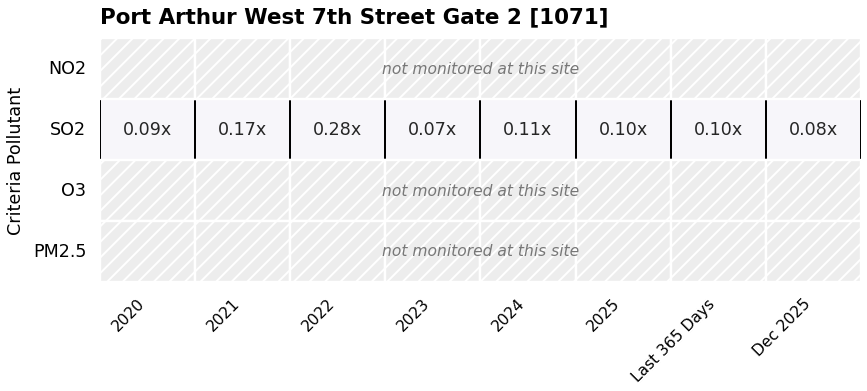 Port Arthur West 7th Street Gate 2 [1071]
Criteria Pollutant
NO2 not monitored at this site
SO2 0.09x 0.17x 0.28x 0.07x 0.11x 0.10x 0.10x 0.08x
O3 not monitored at this site
PM2.5 not monitored at this site
2020 2021 2022 2023 2024 2025 Last 365 Days Dec 2025